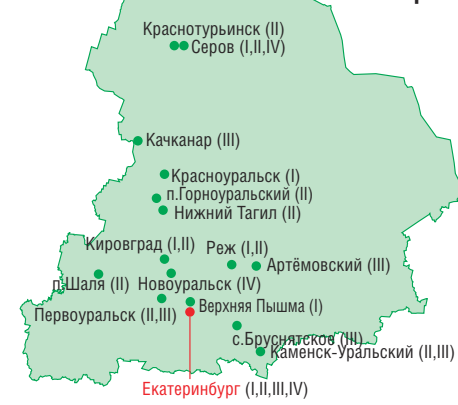 Краснотурьинск (II)
Серов (I,II,IV)
Качканар (III)
Красноуральск (I)
п.Горноуральский (II)
Нижний Тагил (II)
Кировград (I,II)
Реж (I,II)
Артёмовский (III)
п.Шаля (II)
Новоуральск (IV)
Верхняя Пышма (I)
Первоуральск (II,III)
с.Бруснятское (III)
Каменск-Уральский (II,III)
Екатеринбург (I,II,III,IV)